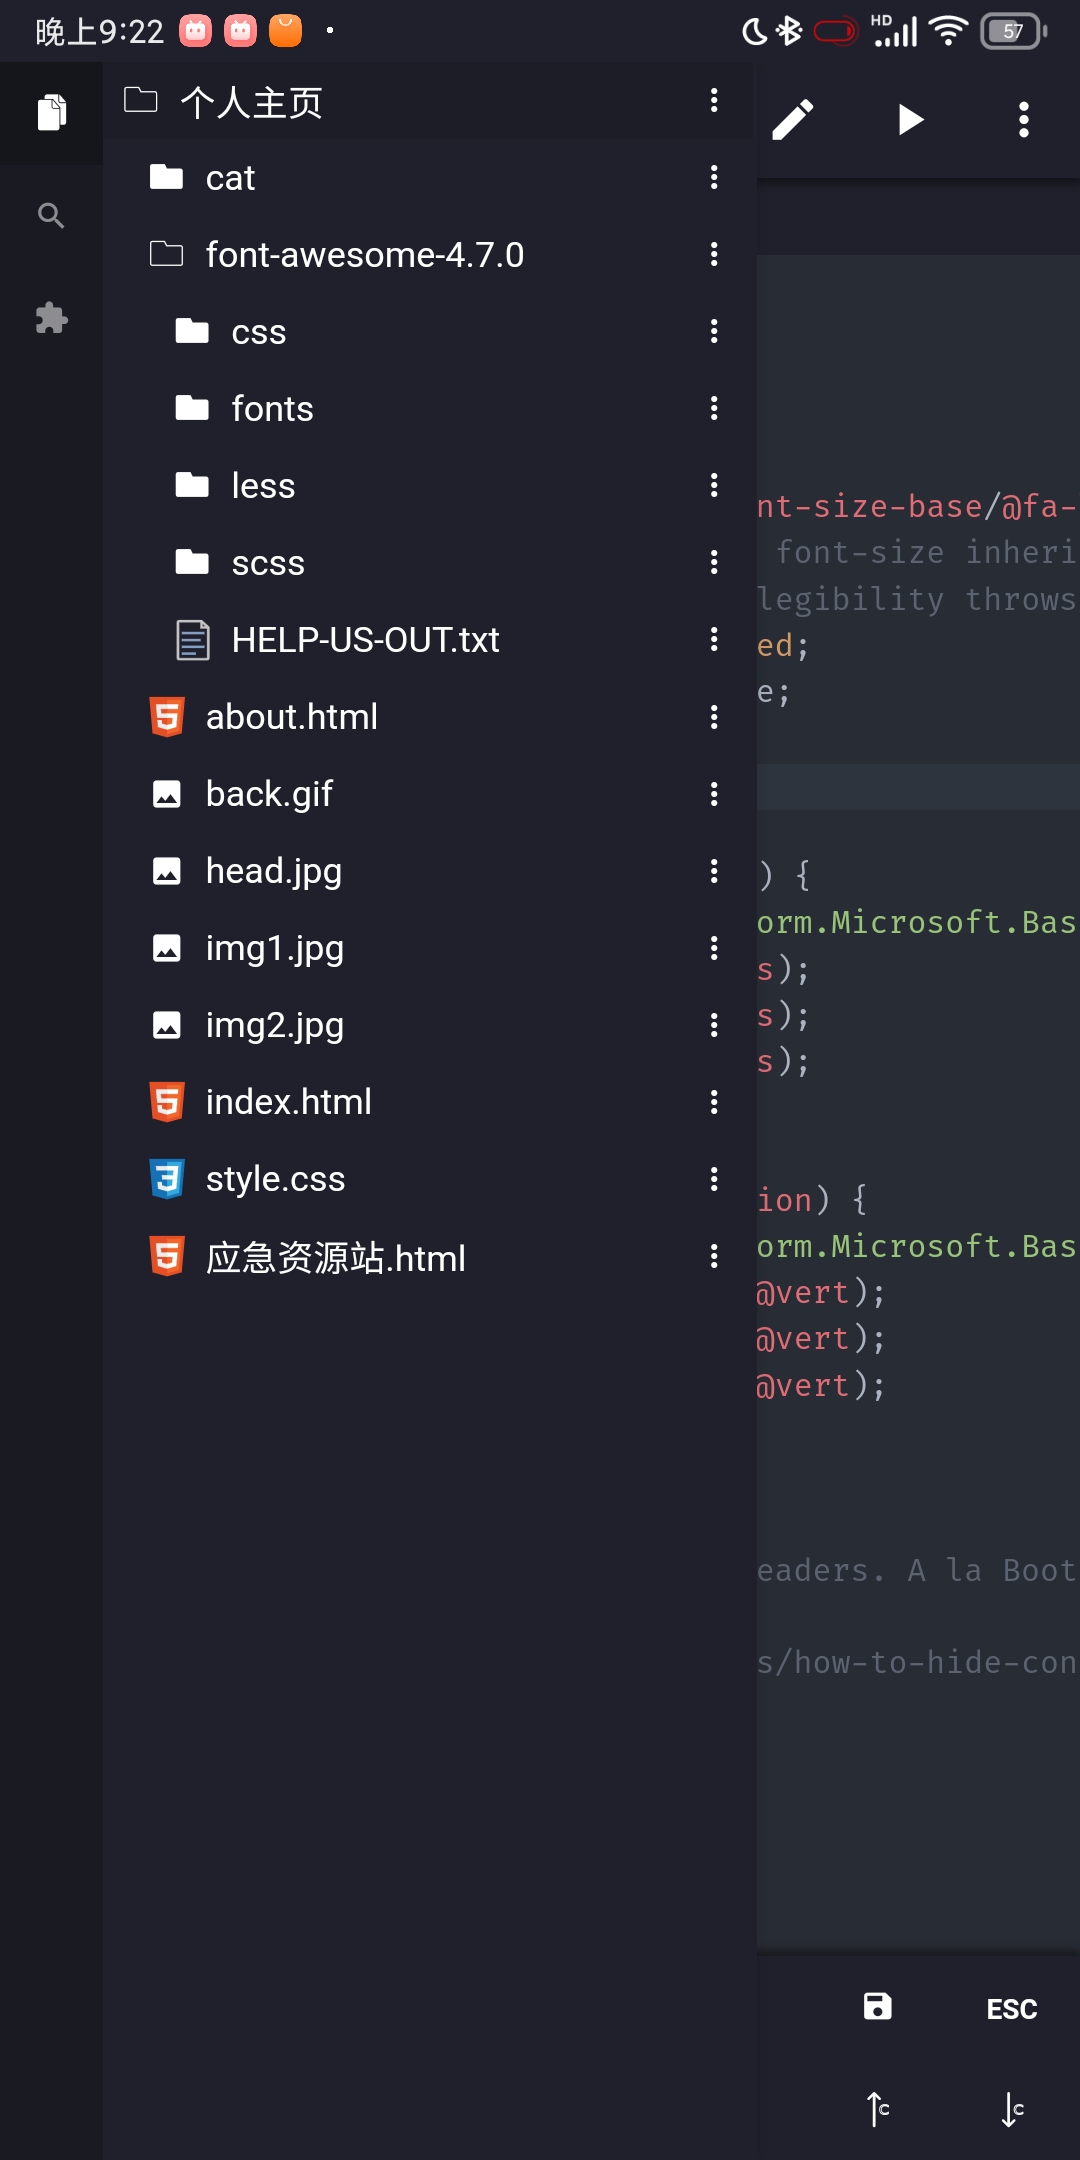 晚上9:22
HD
57
个人主页
cat
font-awesome-4.7.0
css
fonts
less
scss
HELP-US-OUT.txt
about.html
back.gif
head.jpg
img1.jpg
img2.jpg
index.html
style.css
应急资源站.html
nt-size-base/@fa-
font-size inheri
legibility throws
ed;
e;
) {
orm.Microsoft.Bas
s);
s);
s);
ion) {
orm.Microsoft.Bas
@vert);
@vert);
@vert);
eaders. A la Boot
s/how-to-hide-con
ESC
C
C